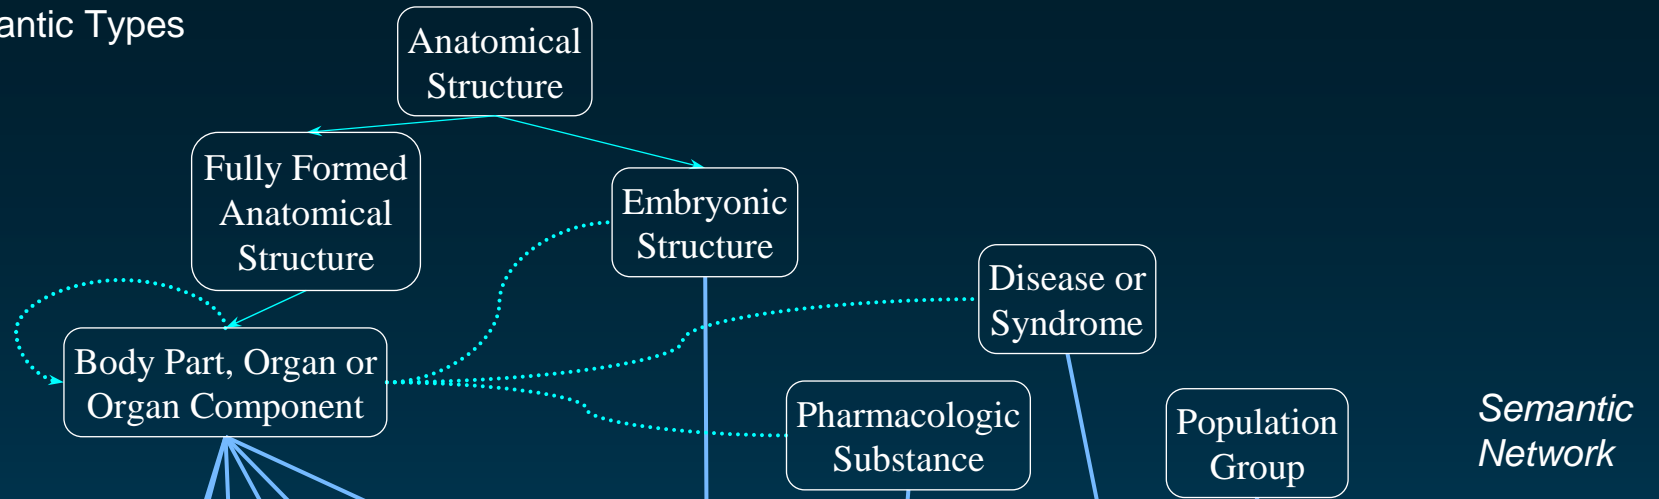 antic Types
Anatomical
Structure
Fully Formed
Anatomical
Structure
Embryonic
Structure
Disease or
Syndrome
Body Part, Organ or
Organ Component
Pharmacologic
Substance
Population
Group
Semantic
Network